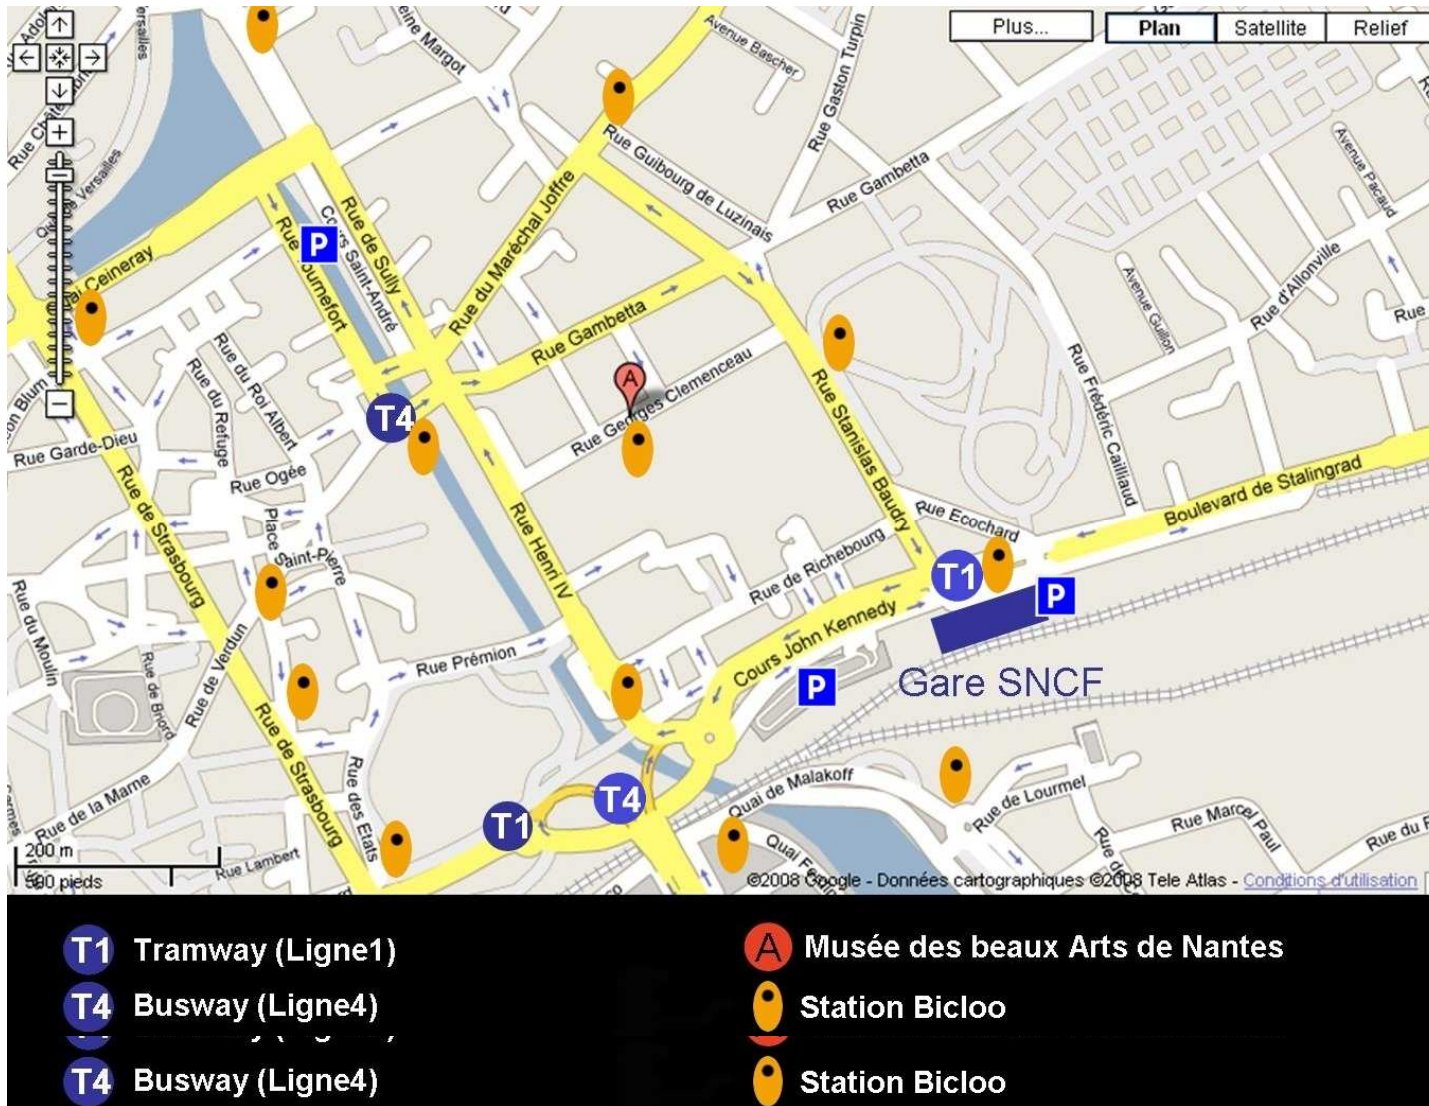 Plus...
Plan
Satellite
Relief
Avenue Bascher
Rue Gaston Turpin
Rue Guibourg de Luzinais
Rue Gambetta
Avenue Pacaud
Rue du Maréchal Joffre
Rue de Sully
Cours Saint-André
P
Rue d'Allonville
Avenue Guillon
Rue Gambetta
Rue du Roi Albert
Rue du Refuge
A
Rue Georges Clemenceau
Rue Frédéric Cailliaud
T4
Rue Garde-Dieu
Rue Ogée
Rue Stanislas Baudry
Boulevard de Stalingrad
Rue de Strasbourg
Rue Henri IV
Rue Ecochard
Place
Saint-Pierre
Rue de Richebourg
T1
P
Rue du Moulin
Rue de Verdun
Rue de Briord
Rue Prémion
Cours John Kennedy
P
Gare SNCF
Rue de Strasbourg
Rue des Etats
Rue de la Marne
T4
T1
Quai de Malakoff
Rue de Lourmel
Rue Marcel Paul
Rue Lambert
200 m
500 pieds
©2008 Google - Données cartographiques ©2008 Tele Atlas - Conditions d'utilisation
T1 Tramway (Ligne1)
A Musée des beaux Arts de Nantes
T4 Busway (Ligne4)
Station Bicloo
T4 Busway (Ligne4)
Station Bicloo